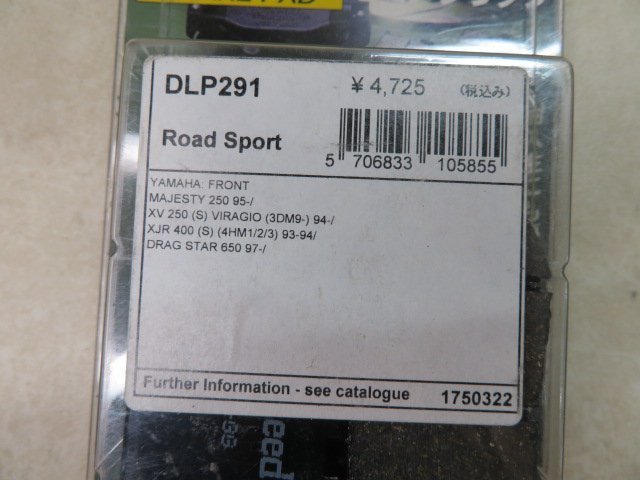 DLP291 ¥4,725 (税込み)
Road Sport
5 706833 105855
YAMAHA: FRONT
MAJESTY 250 95-/
XV 250 (S) VIRAGIO (3DM9-) 94-/
XJR 400 (S) (4HM1/2/3) 93-94/
DRAG STAR 650 97-/
Further Information - see catalogue 1750322
eed